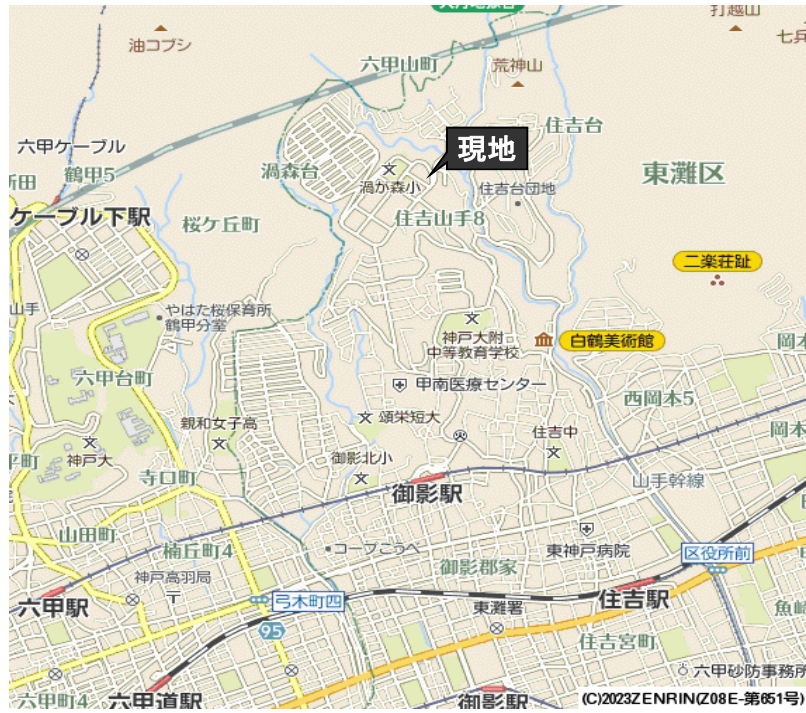 打越山
油コブシ
七兵
六甲山町
荒神山
六甲ケーブル
住吉台
現地
鶴甲5
渦森台
渦が森小
住吉台団地
東灘区
ケーブル下駅
桜ケ丘町
住吉山手8
二楽荘趾
山手
やはた桜保育所
鶴甲分室
神戸大附
中等教育学校
白鶴美術館
岡本
六甲台町
甲南医療センター
西岡本5
親和女子高
頌栄短大
住吉中
岡本
神戸大
御影北小
寺口町
御影駅
山手幹線
山田町
楠丘町4
コープこうべ
東神戸病院
区役所前
神戸高羽局
御影郡家
六甲駅
弓木町四
東灘署
住吉駅
魚崎
95
住吉宮町
六甲砂防事務所
六甲町4
六甲道駅
御影駅
(C)2023ZENRIN(Z08E-第651号)